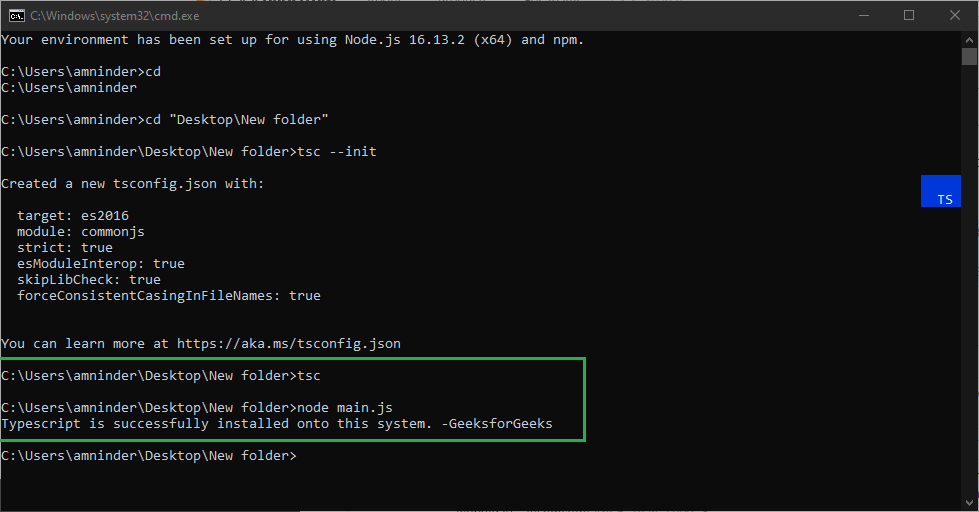 C:\Windows\system32\cmd.exe
Your environment has been set up for using Node.js 16.13.2 (x64) and npm.
C:\Users\amninder>cd
C:\Users\amninder
C:\Users\amninder>cd "Desktop\New folder"
C:\Users\amninder\Desktop\New folder>tsc --init
Created a new tsconfig.json with:
TS
target: es2016
module: commonjs
strict: true
esModuleInterop: true
skipLibCheck: true
forceConsistentCasingInFileNames: true
You can learn more at https://aka.ms/tsconfig.json
C:\Users\amninder\Desktop\New folder>tsc
C:\Users\amninder\Desktop\New folder>node main.js
Typescript is successfully installed onto this system. -GeeksforGeeks
C:\Users\amninder\Desktop\New folder>